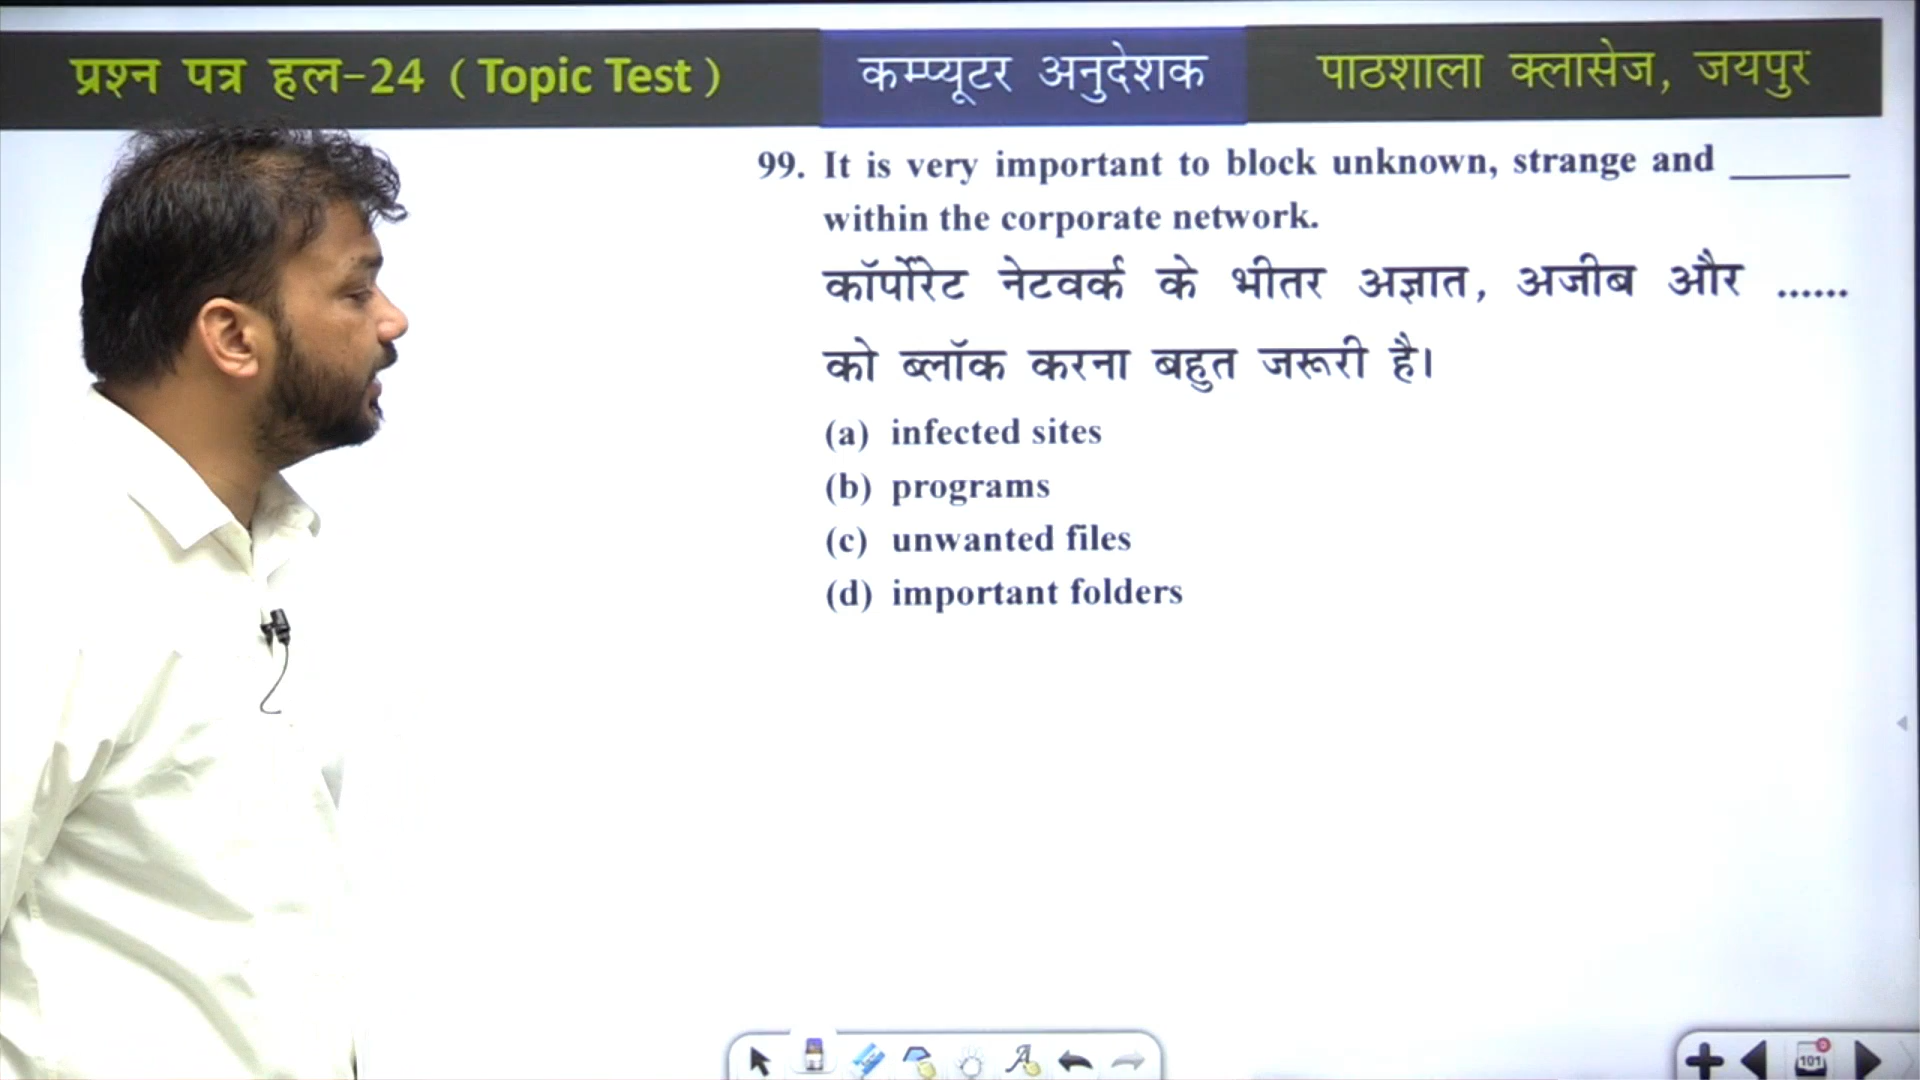 प्रश्न पत्र हल-24 ( Topic Test )
कम्प्यूटर अनुदेशक
पाठशाला क्लासेज, जयपुर
99. It is very important to block unknown, strange and ______
within the corporate network.
कॉर्पोरेट नेटवर्क के भीतर अज्ञात, अजीब और ......
को ब्लॉक करना बहुत जरूरी है।
(a) infected sites
(b) programs
(c) unwanted files
(d) important folders
101